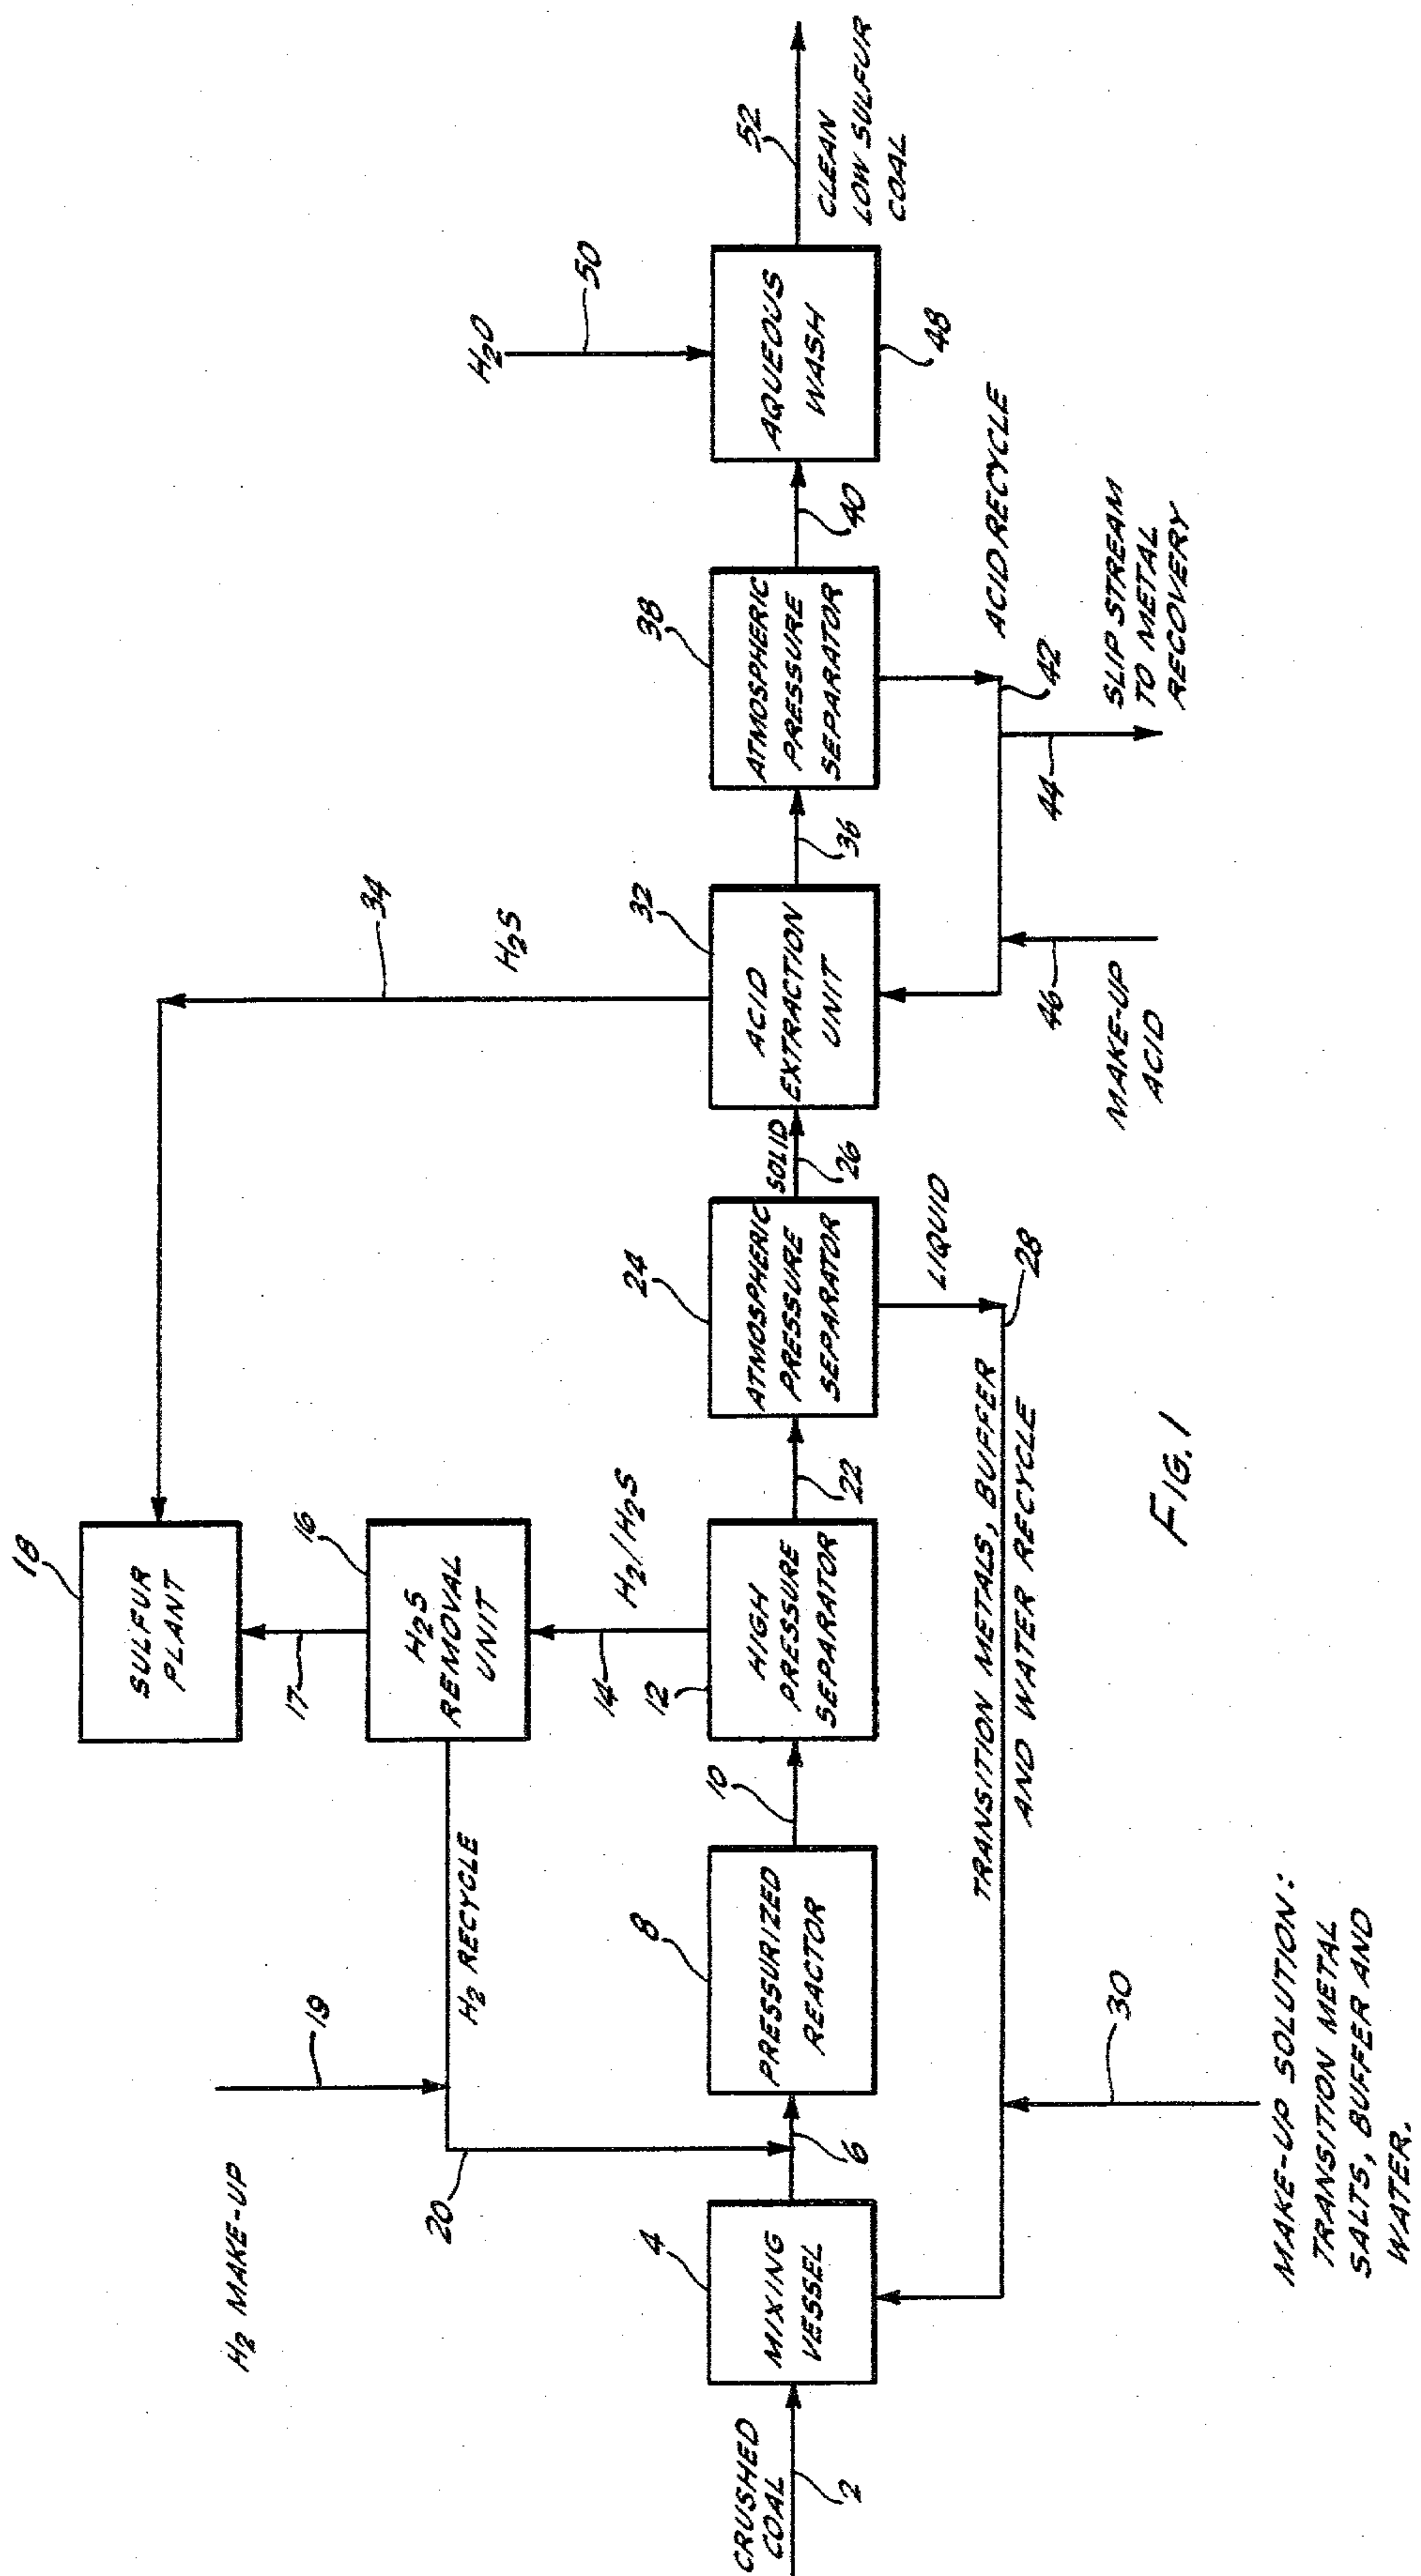 H2 MAKE-UP
19
20
H2 RECYCLE
18
SULFUR
PLANT
17
16
H2S
REMOVAL
UNIT
14
H2/H2S
34
H2S
H2O
50
CRUSHED
COAL
2
4
MIXING
VESSEL
6
8
PRESSURIZED
REACTOR
10
12
HIGH
PRESSURE
SEPARATOR
22
24
ATMOSPHERIC
PRESSURE
SEPARATOR
SOLID
26
32
ACID
EXTRACTION
UNIT
36
38
ATMOSPHERIC
PRESSURE
SEPARATOR
40
AQUEOUS
WASH
48
52
CLEAN
LOW SULFUR
COAL
LIQUID
28
TRANSITION METALS, BUFFER
AND WATER RECYCLE
30
MAKE-UP SOLUTION:
TRANSITION METAL
SALTS, BUFFER AND
WATER.
ACID RECYCLE
42
44
SLIP STREAM
TO METAL
RECOVERY
46
MAKE-UP
ACID
FIG. 1